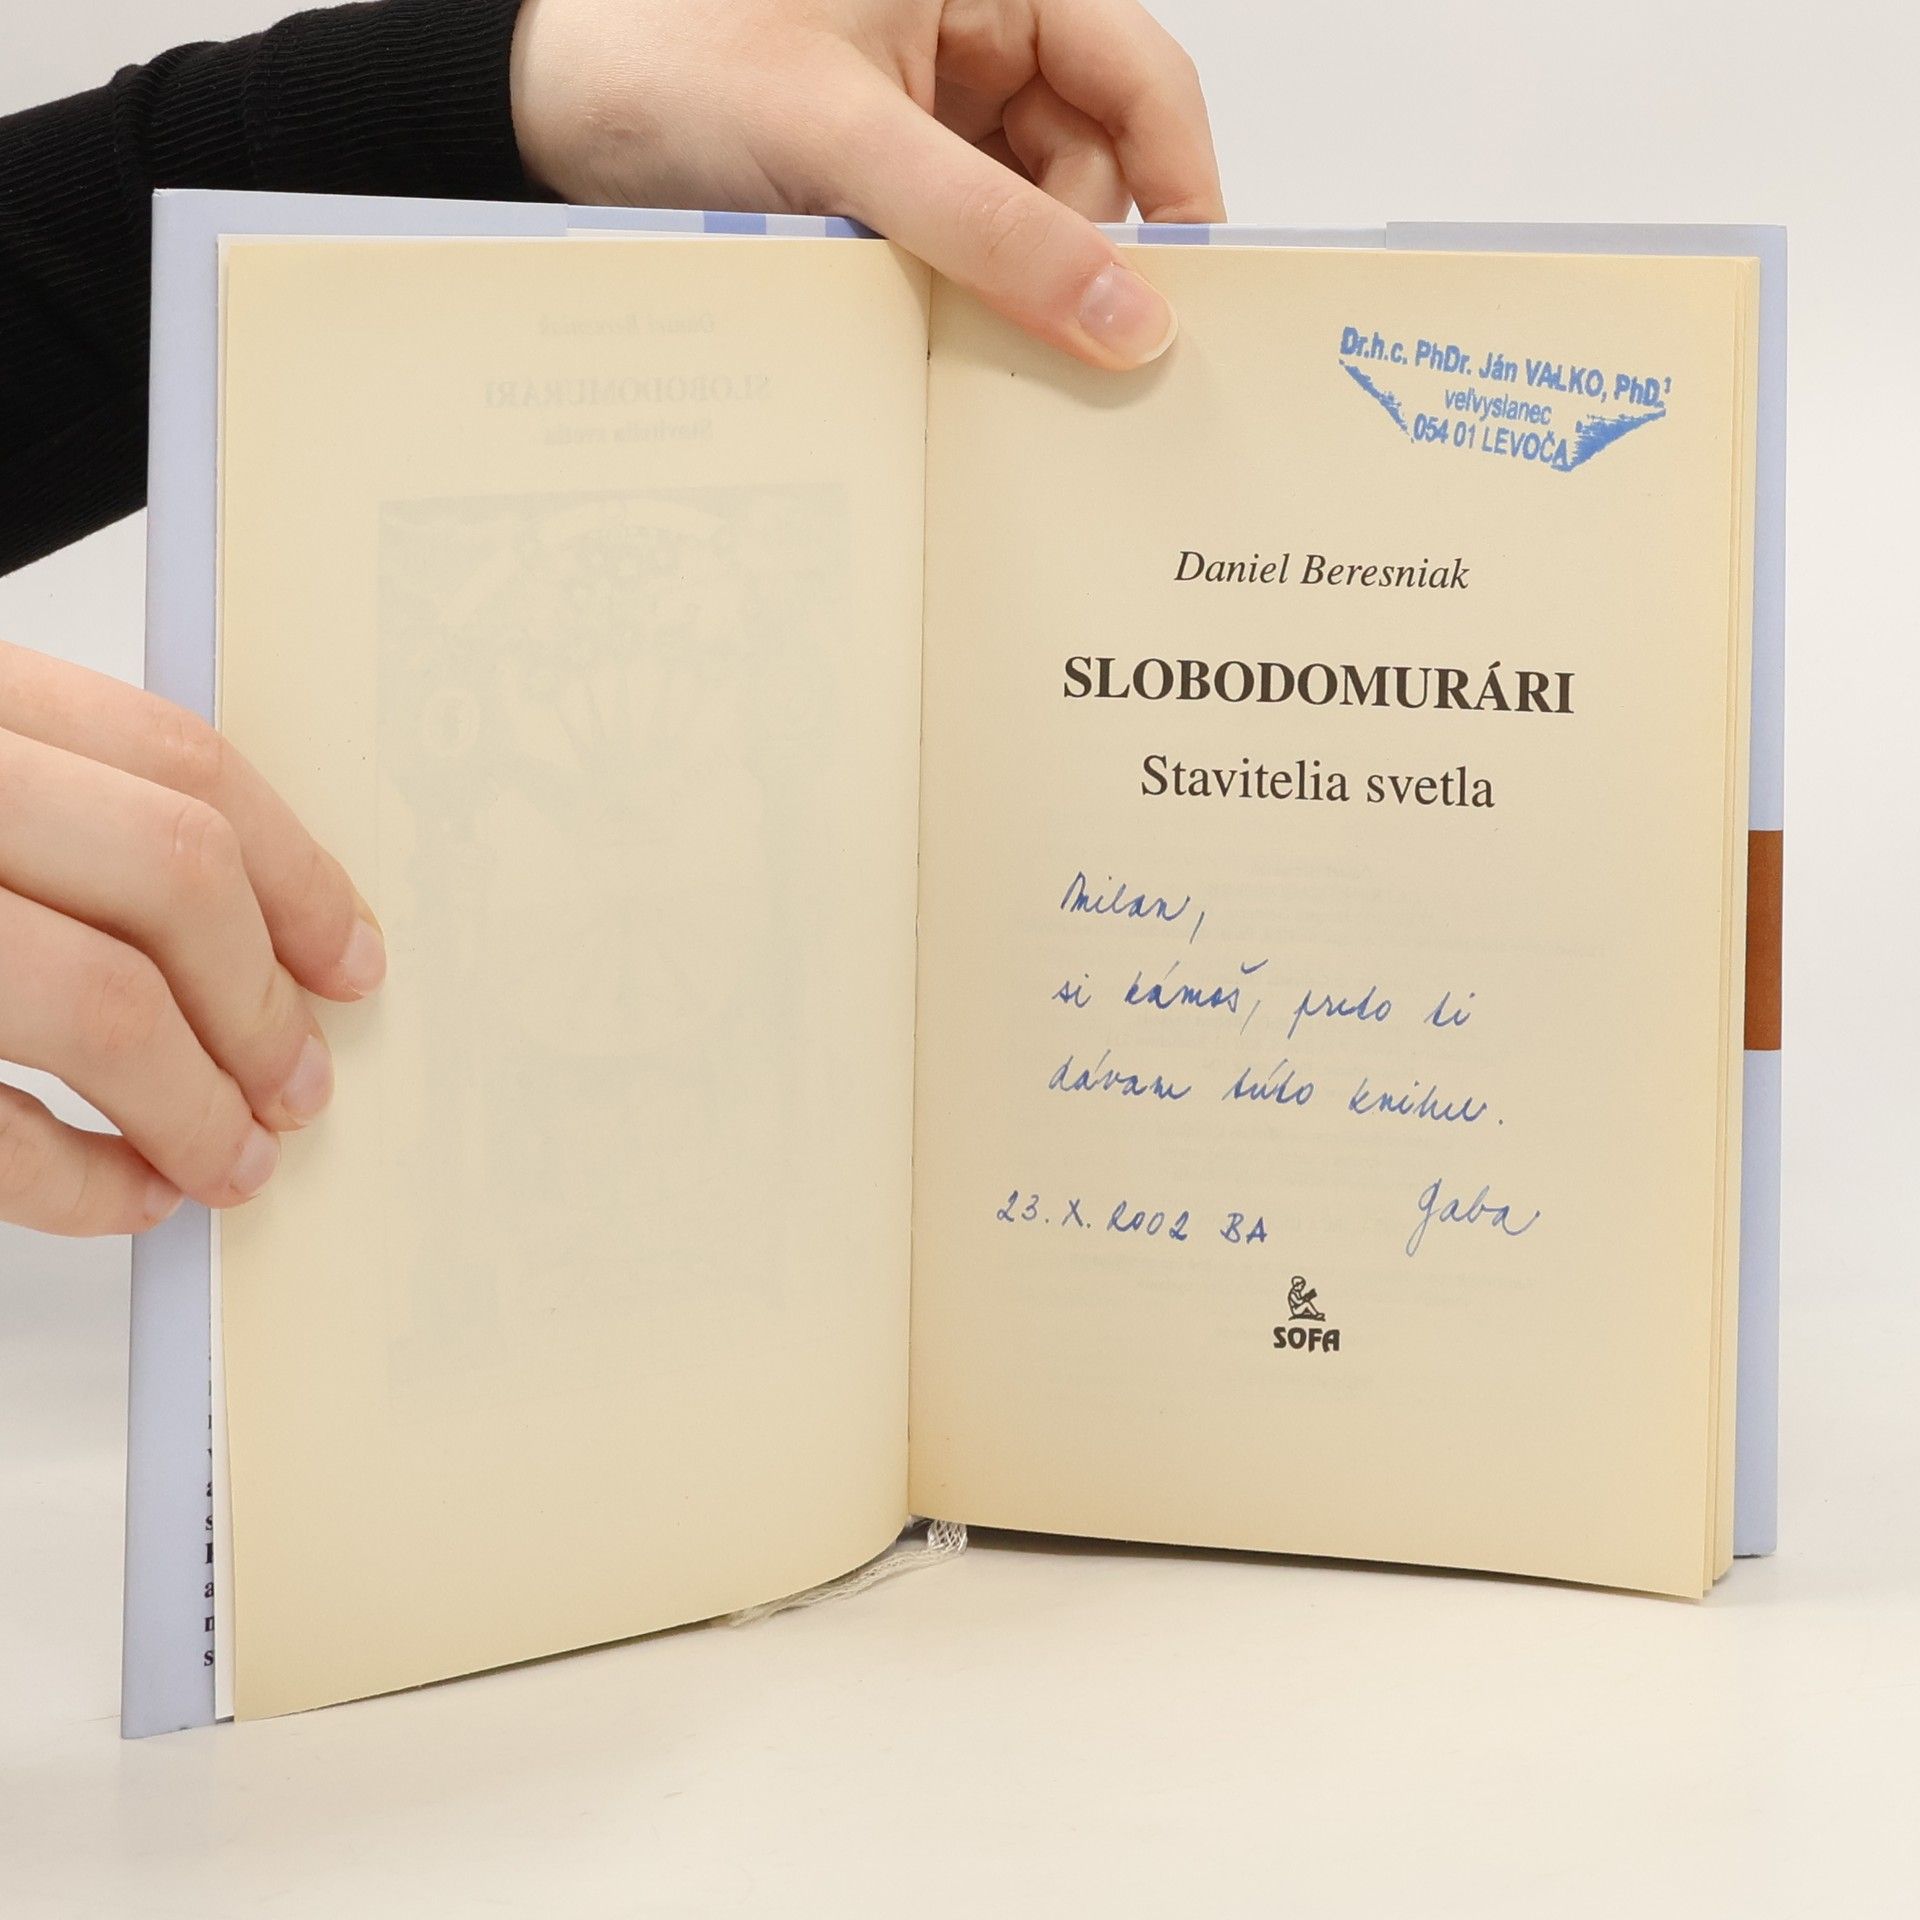 Dr.h.c. PhDr. Ján VALKO, PhD.
veľvyslanec
054 01 LEVOČA
Daniel Beresniak
SLOBODOMURÁRI
Stavitelia svetla
Milan,
si kámoš, preto ti
dávam túto knihu.
23. X. 2002 BA Gaba
SOFA